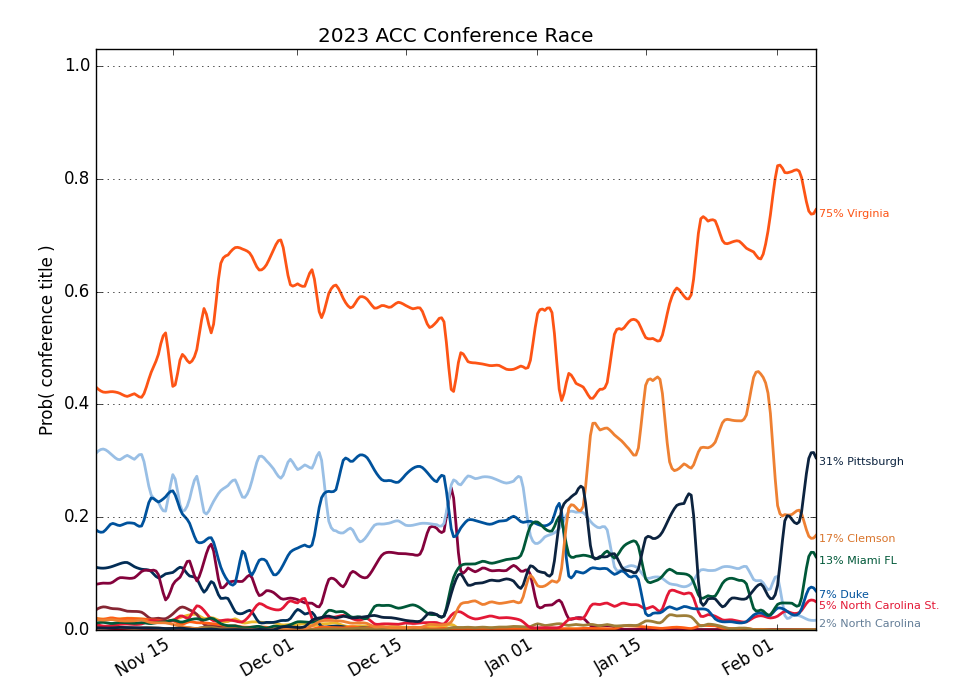 2023 ACC Conference Race
Prob( conference title )
1.0
0.8
0.6
0.4
0.2
0.0
Nov 15
Dec 01
Dec 15
Jan 01
Jan 15
Feb 01
75% Virginia
31% Pittsburgh
17% Clemson
13% Miami FL
7% Duke
5% North Carolina St.
2% North Carolina